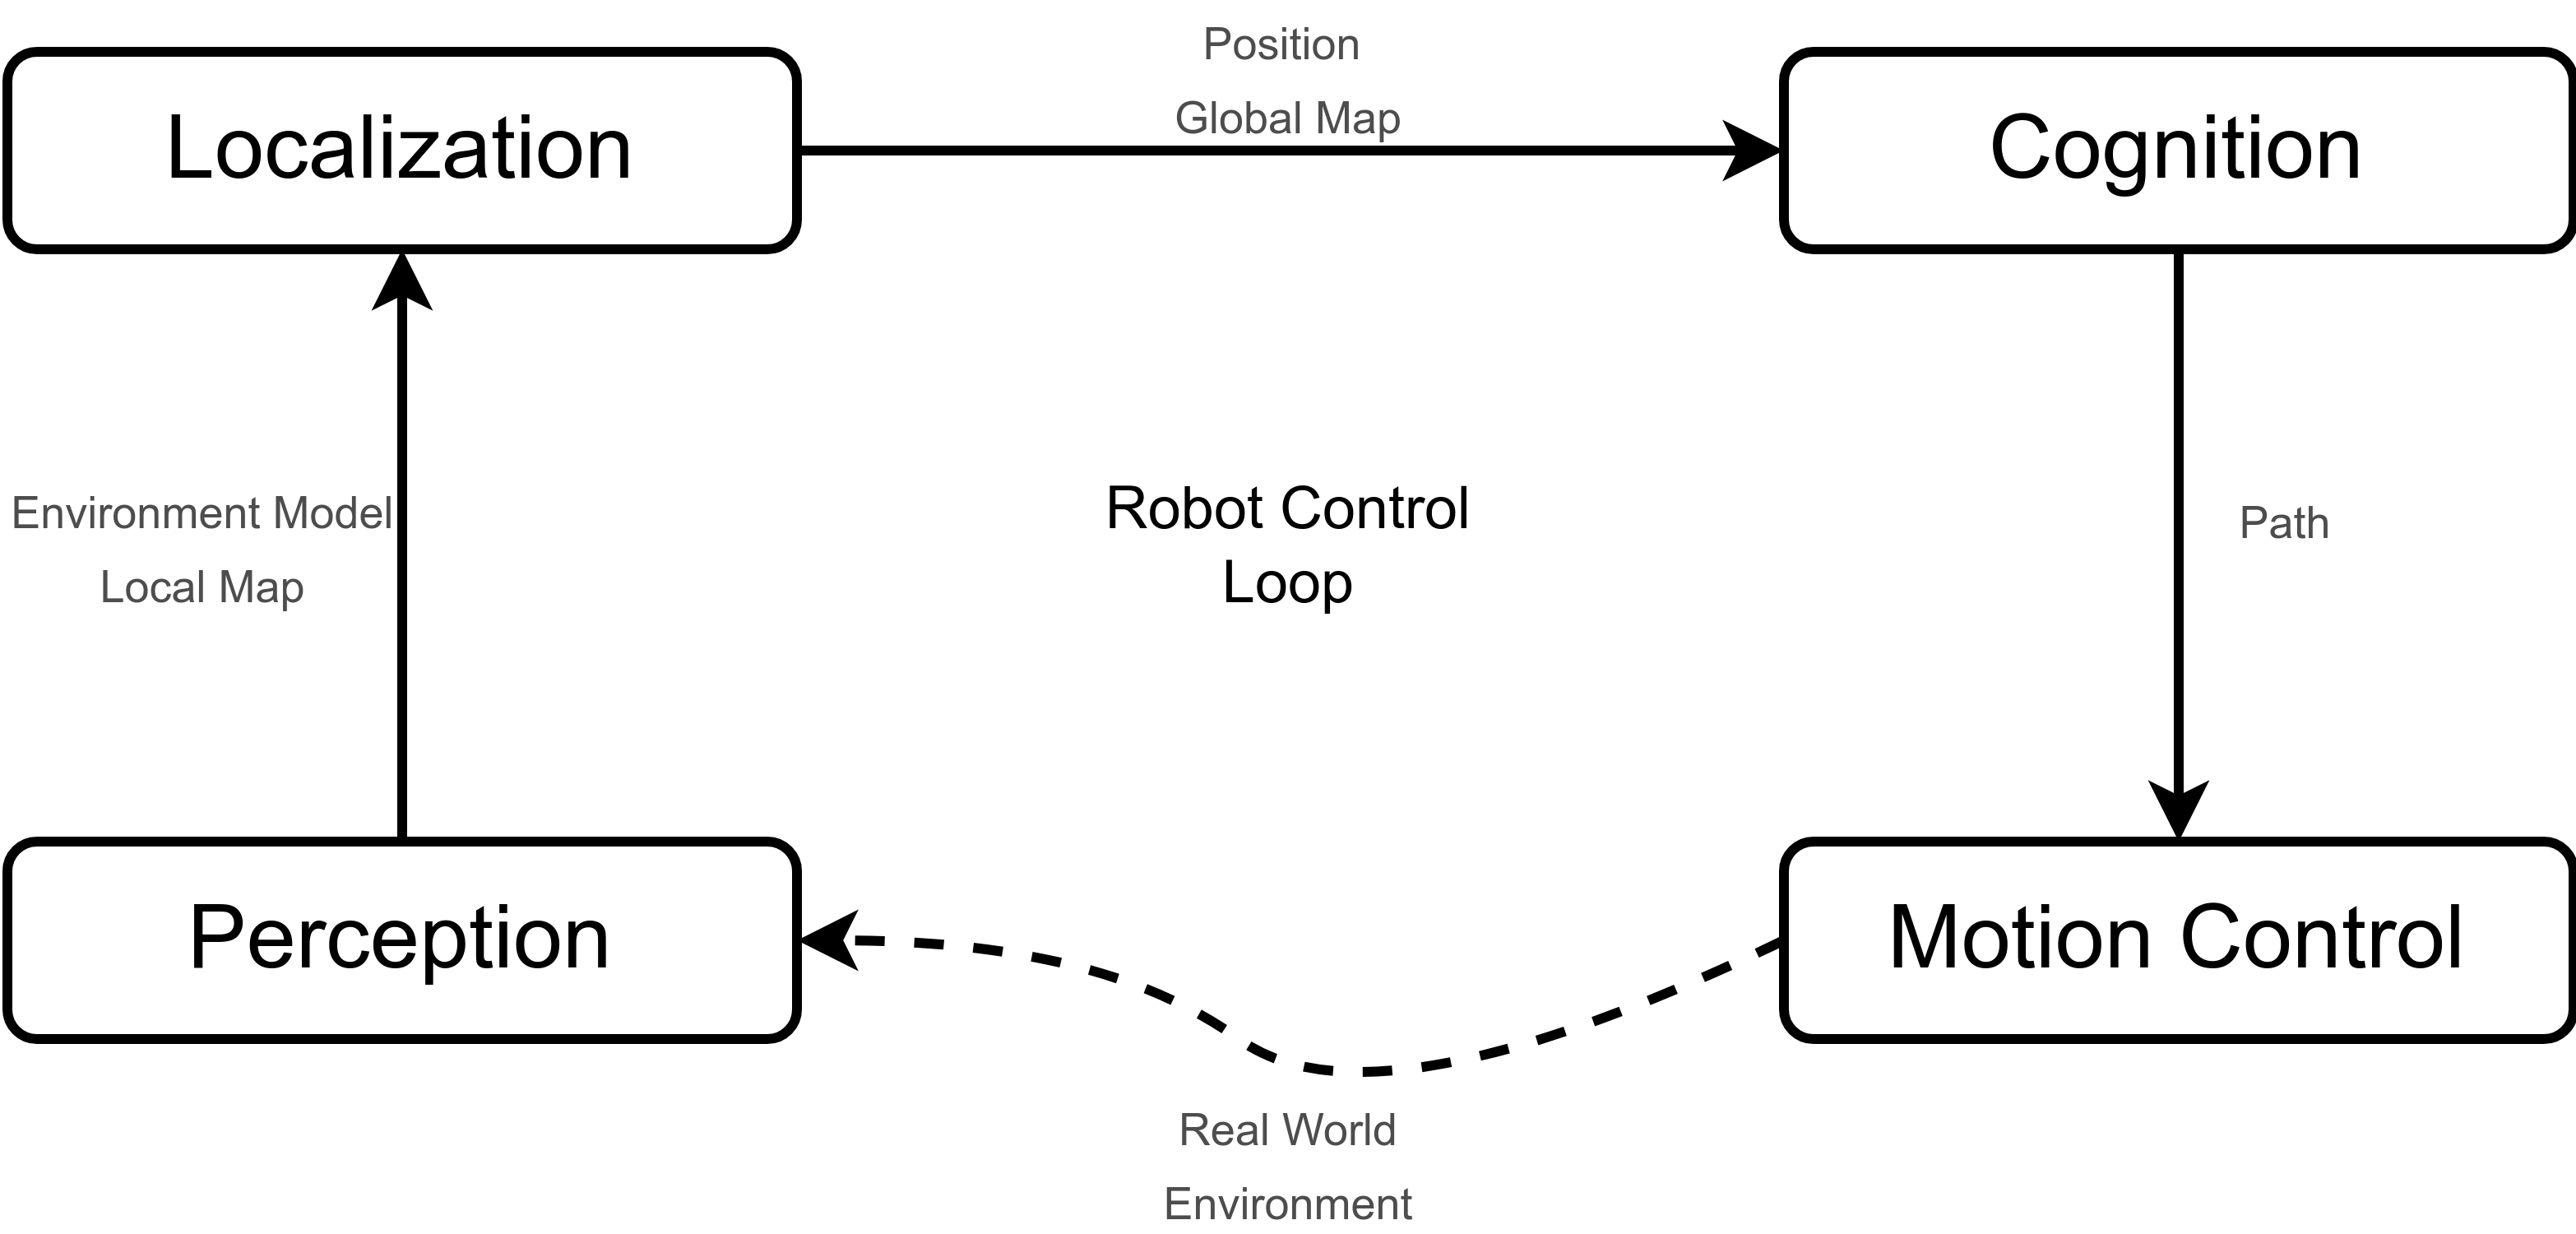 Position
Global Map
Localization
Cognition
Environment Model
Local Map
Robot Control
Loop
Path
Perception
Motion Control
Real World
Environment